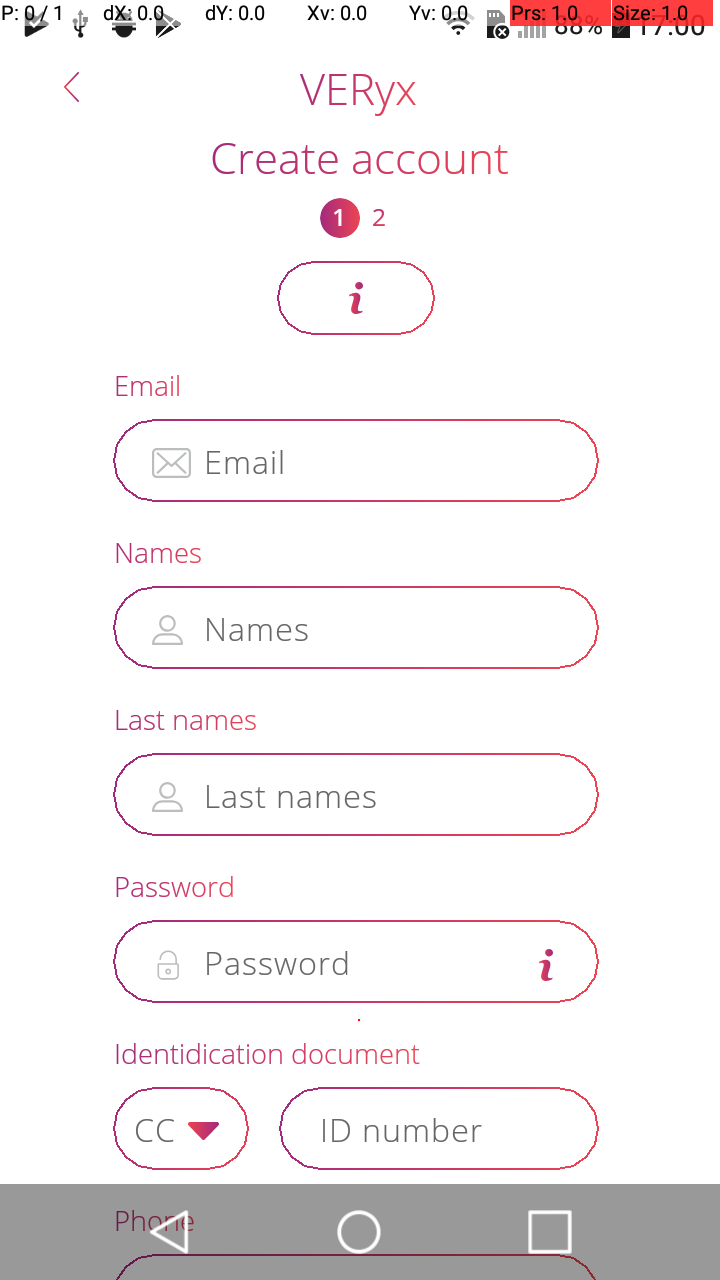 P: 0 / 1 dX: 0.0 dY: 0.0 Xv: 0.0 Yv: 0.0 Prs: 1.0 Size: 1.0
88% 17:00
VERyx
Create account
1 2
i
Email
Email
Names
Names
Last names
Last names
Password
Password i
Identidication document
CC ID number
Phone